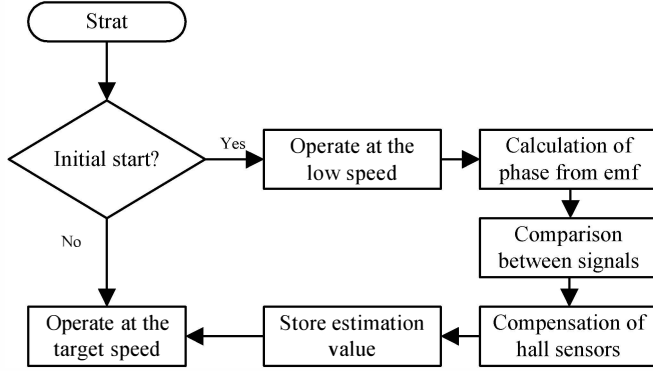 Strat
Initial start?
Yes
Operate at the
low speed
Calculation of
phase from emf
Comparison
between signals
No
Compensation of
hall sensors
Store estimation
value
Operate at the
target speed